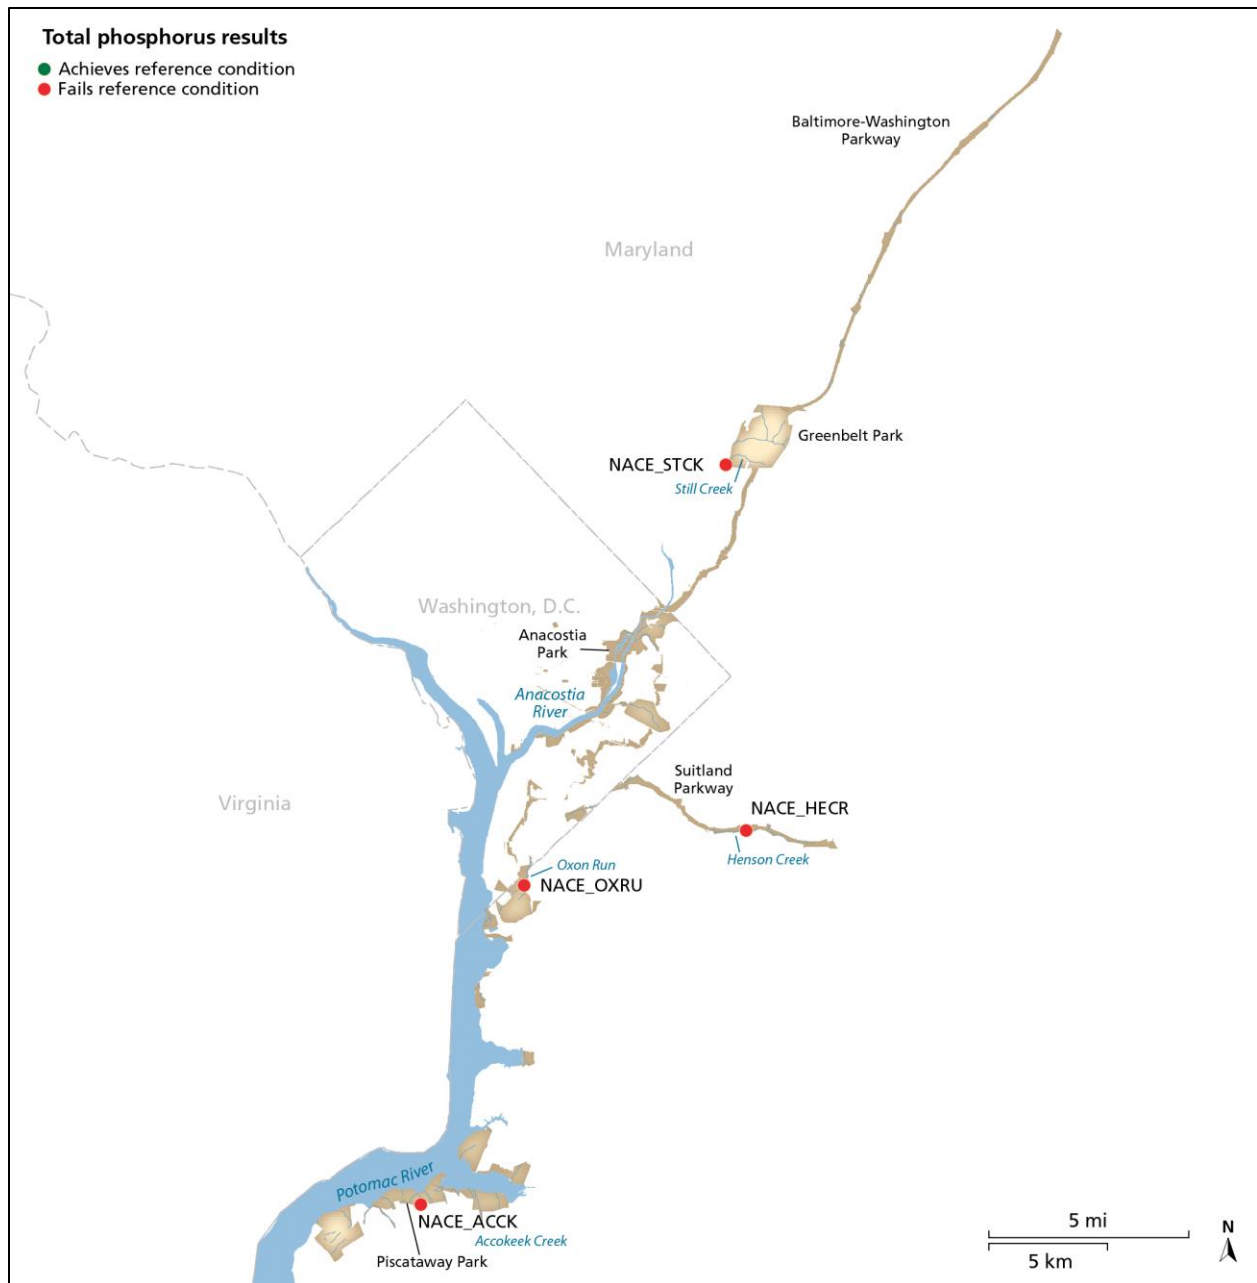 Total phosphorus results
Achieves reference condition
Fails reference condition
Baltimore-Washington
Parkway
Maryland
Greenbelt Park
NACE_STCK
Still Creek
Washington, D.C.
Anacostia
Park
Anacostia
River
Suitland
Parkway
Virginia
NACE_HECR
Henson Creek
Oxon Run
NACE_OXRU
Potomac River
NACE_ACCK
Accokeek Creek
Piscataway Park
5 mi
5 km
N